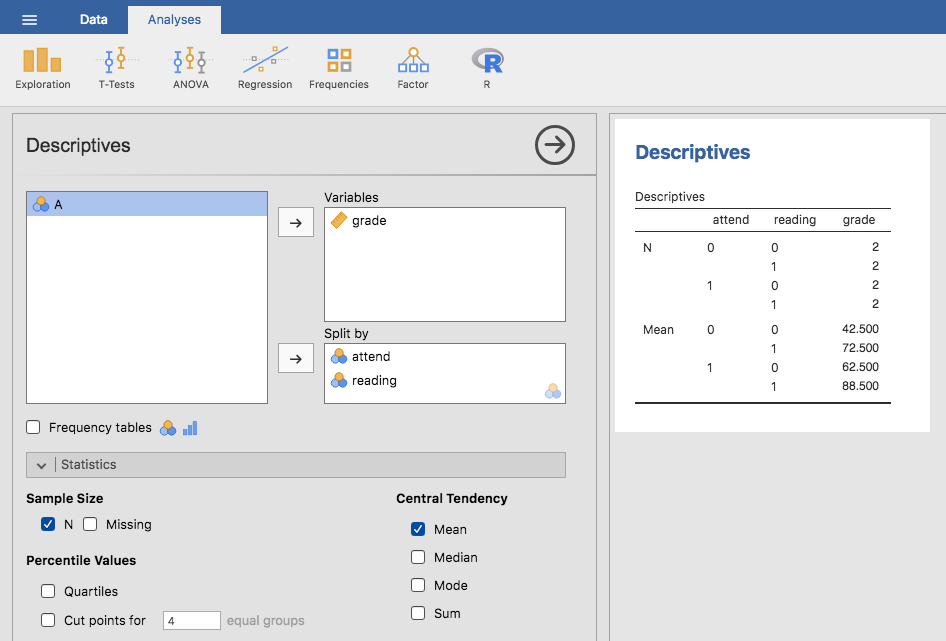 Data Analyses
Exploration T-Tests ANOVA Regression Frequencies Factor R
Descriptives
A
Variables
grade
Split by
attend
reading
Frequency tables
Statistics
Sample Size
N Missing
Percentile Values
Quartiles
Cut points for 4 equal groups
Central Tendency
Mean
Median
Mode
Sum
Descriptives
Descriptives
attend reading grade
N 0 0 2
1 2
1 0 2
1 2
Mean 0 0 42.500
1 72.500
1 0 62.500
1 88.500